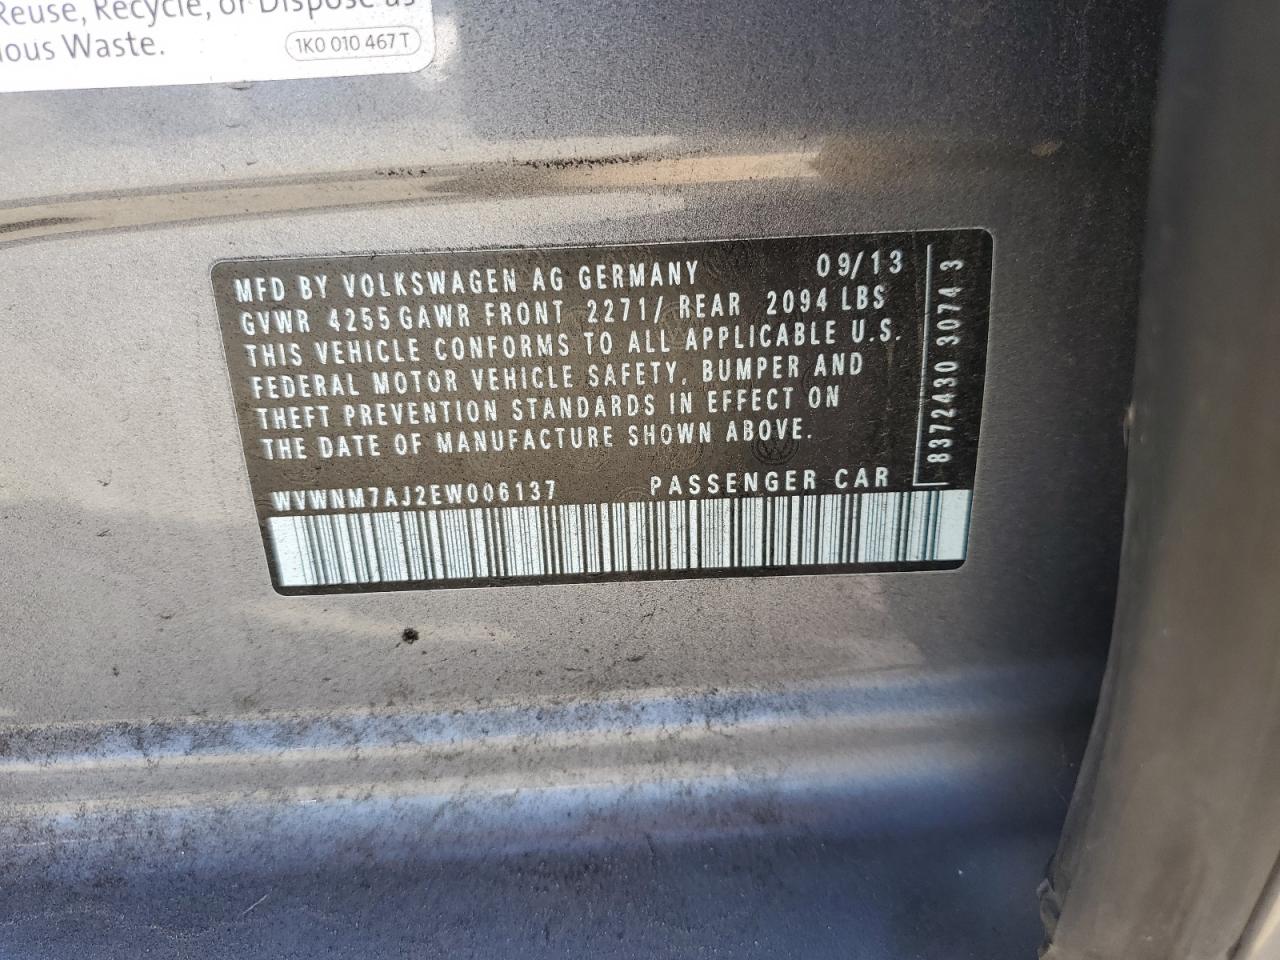 Reuse, Recycle, or Dispose as
ious Waste.
1K0 010 467 T
MFD BY VOLKSWAGEN AG GERMANY 09/13
GVWR 4255 GAWR FRONT 2271/ REAR 2094 LBS
THIS VEHICLE CONFORMS TO ALL APPLICABLE U.S.
FEDERAL MOTOR VEHICLE SAFETY, BUMPER AND
THEFT PREVENTION STANDARDS IN EFFECT ON
THE DATE OF MANUFACTURE SHOWN ABOVE.
WVWNM7AJ2EW006137 PASSENGER CAR
8372430 3074 3